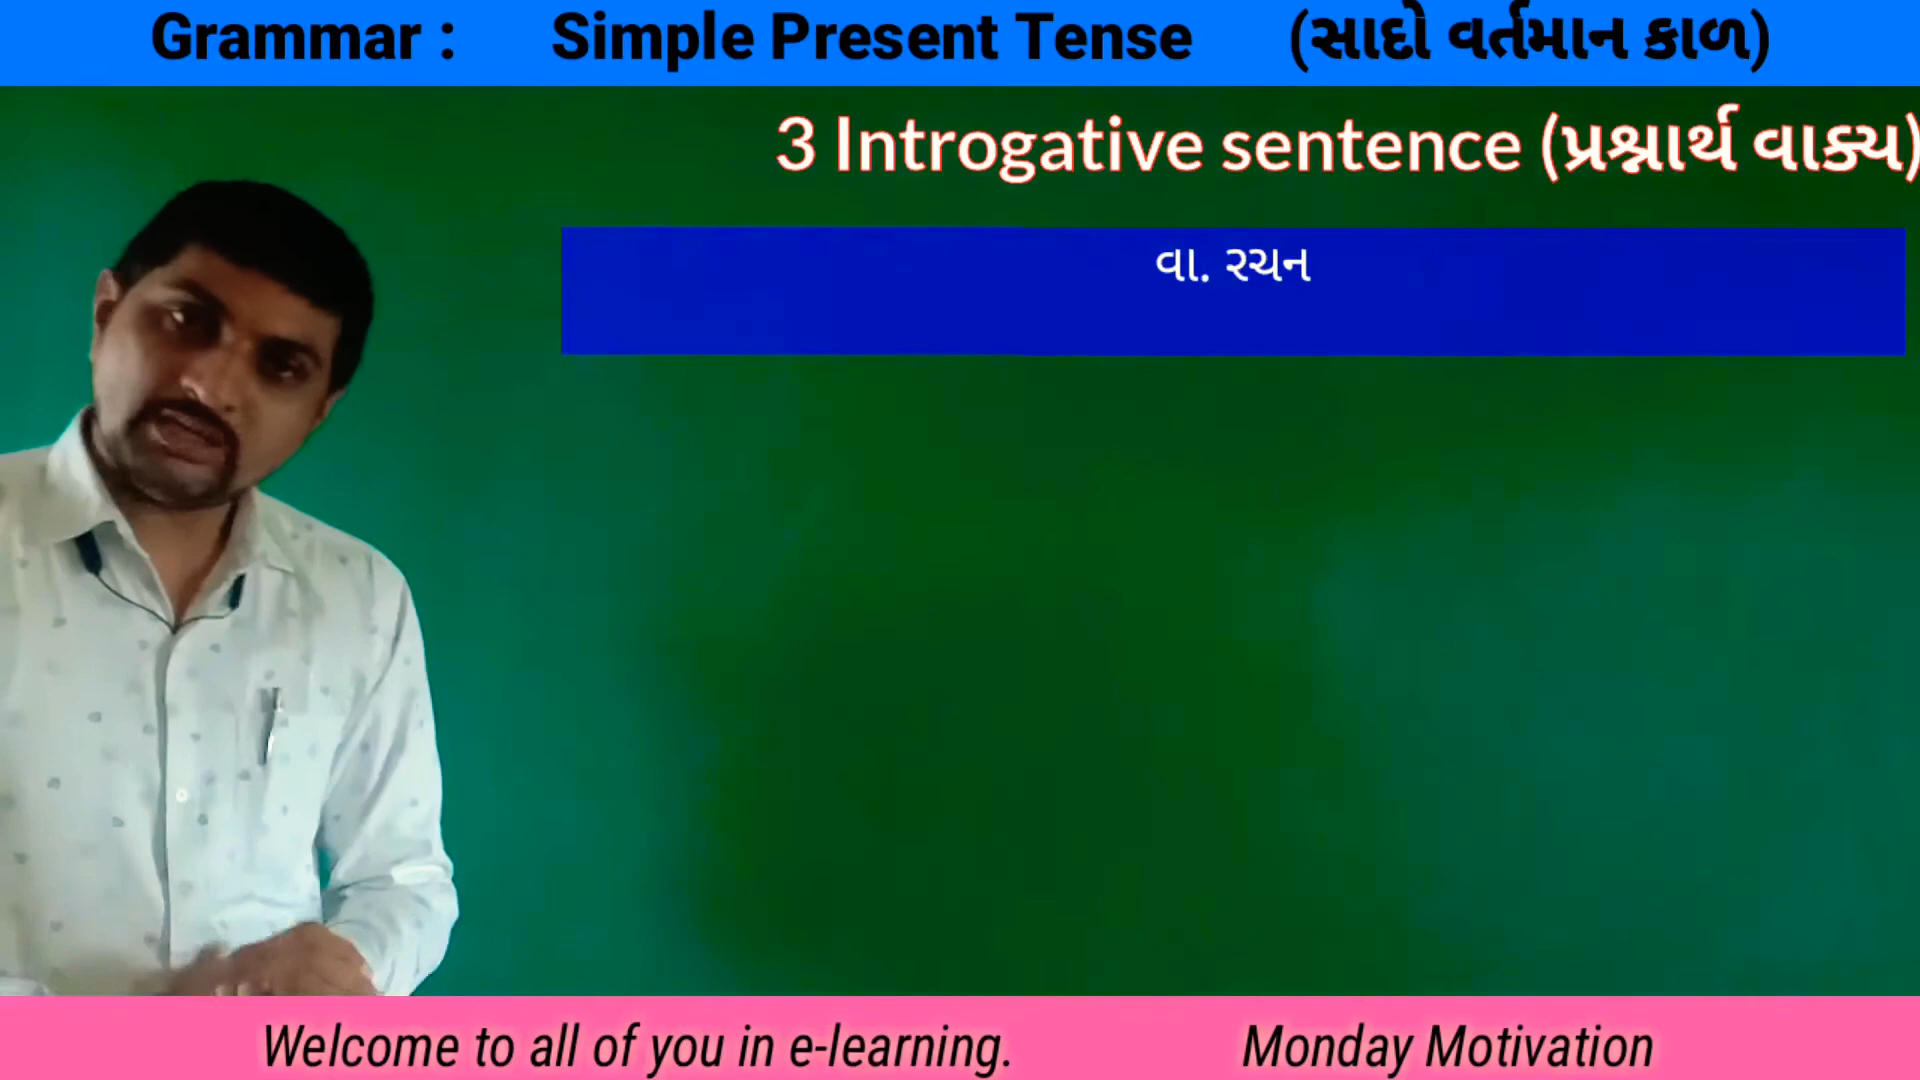 Grammar : Simple Present Tense (સાદો વર્તમાન કાળ)
3 Introgative sentence (પ્રશ્નાર્થ વાક્ય)
વા. રચન
Welcome to all of you in e-learning. Monday Motivation